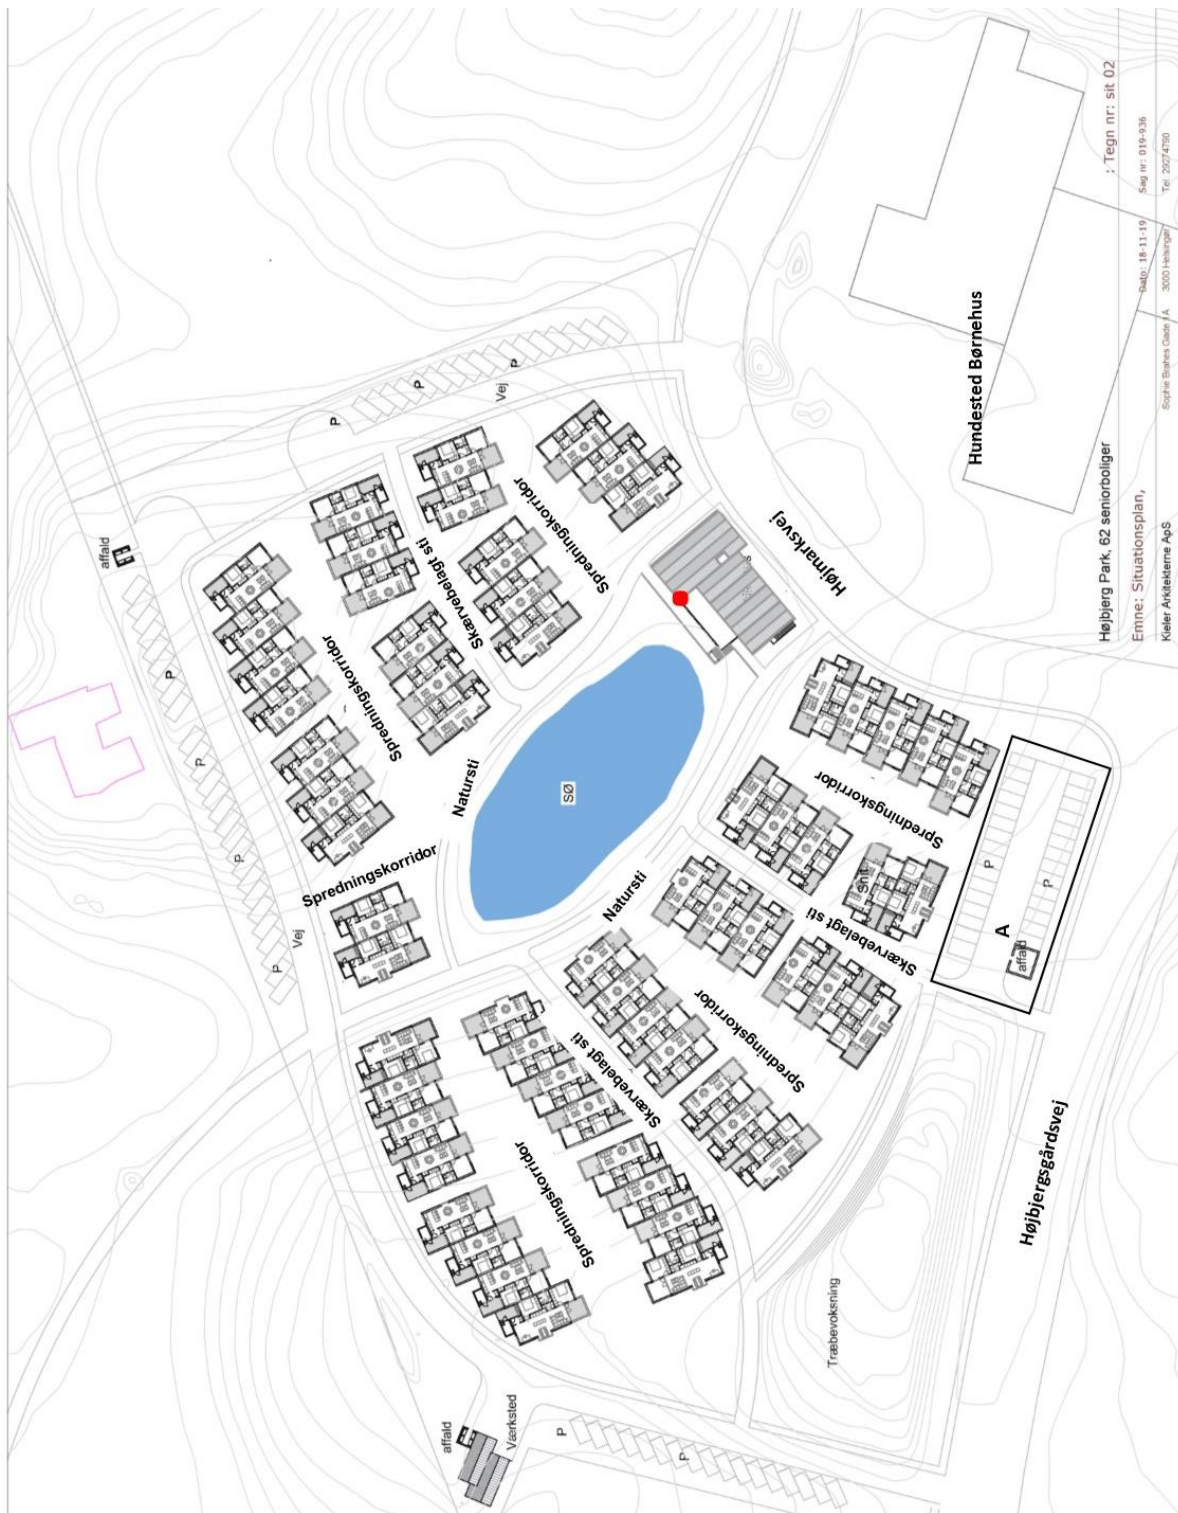 affald
affald
P
P
P
P
P
Vej
Spredningskorridor
Spredningskorridor
P
P
P
Vej
affald
Værksted
Spredningskorridor
Skærvebelagt sti
Natursti
SØ
Natursti
Skærvebelagt sti
Spredningskorridor
P
P
Spredningskorridor
Skærvebelagt sti
Snit
Spredningskorridor
Højmarksvej
Træbevoksning
A
affald
P
P
Højbjergsgårdsvej
Hundested Børnehus
Højbjerg Park, 62 seniorboliger
; Tegn nr: sit 02
Emne: Situationsplan,
Dato: 18-11-19
Sag nr: 019-936
Kieler Arkitekterne ApS
Sophie Brahes Gade 1A
3000 Helsingør
Tel. 29274790